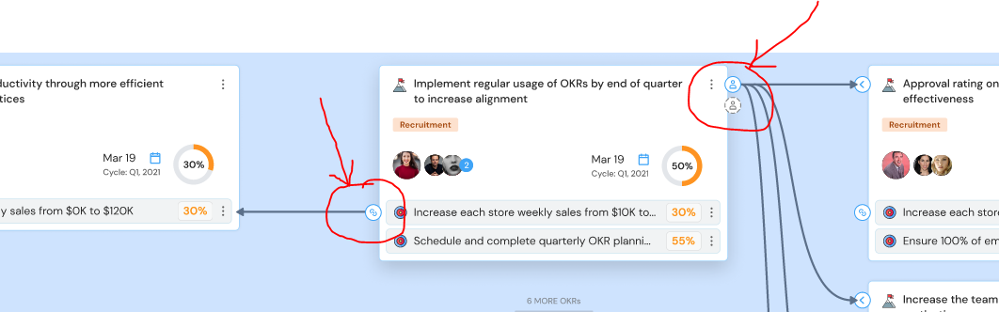 ductivity through more efficient
tices
Mar 19
Cycle: Q1, 2021
30%
y sales from $0K to $120K
30%
Implement regular usage of OKRs by end of quarter
to increase alignment
Recruitment
2
Mar 19
Cycle: Q1, 2021
50%
Increase each store weekly sales from $10K to...
30%
Schedule and complete quarterly OKR planni...
55%
6 MORE OKRs
Approval rating on
effectiveness
Recruitment
Increase each stor
Ensure 100% of em
Increase the team